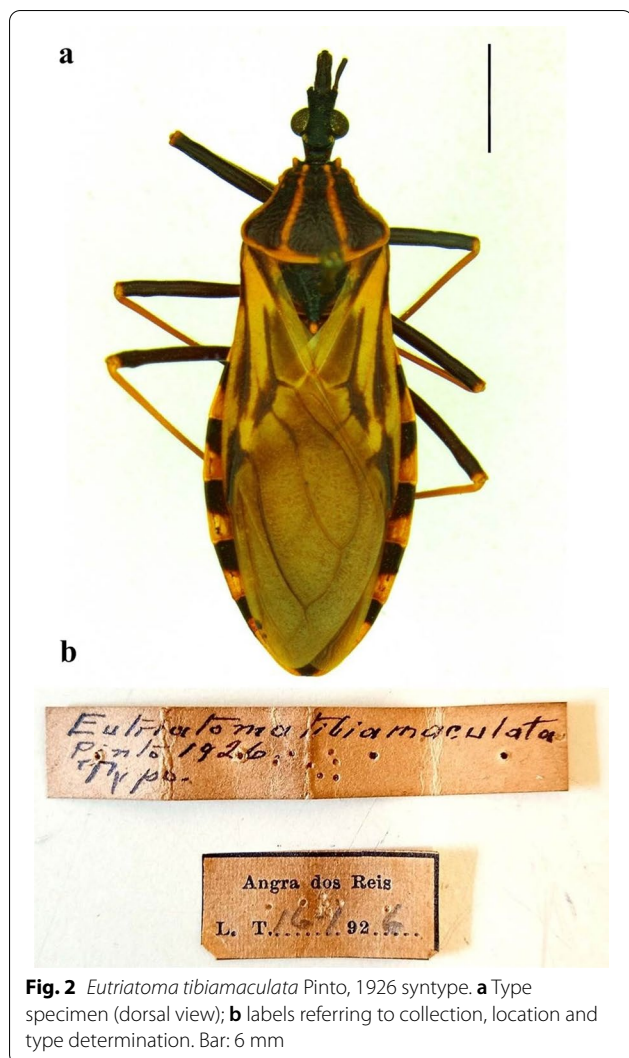 a
b
Eutriatoma tibiamaculata
Pinto 1926.
Typo.
Angra dos Reis
L. T.........92.6....
Fig. 2 Eutriatoma tibiamaculata Pinto, 1926 syntype. a Type
specimen (dorsal view); b labels referring to collection, location and
type determination. Bar: 6 mm